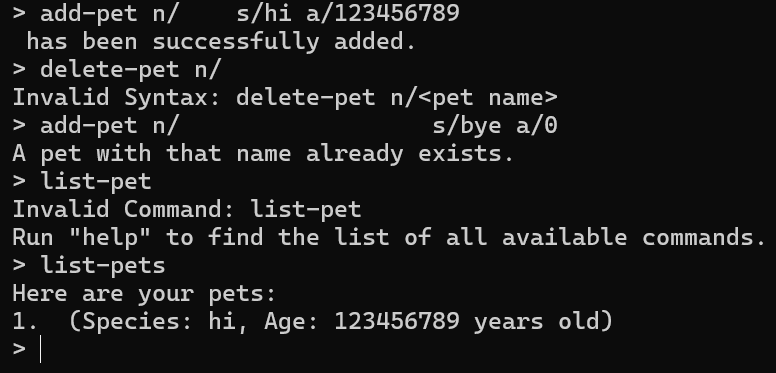 > add-pet n/    s/hi a/123456789
 has been successfully added.
> delete-pet n/
Invalid Syntax: delete-pet n/<pet name>
> add-pet n/                  s/bye a/0
A pet with that name already exists.
> list-pet
Invalid Command: list-pet
Run "help" to find the list of all available commands.
> list-pets
Here are your pets:
1.  (Species: hi, Age: 123456789 years old)
>